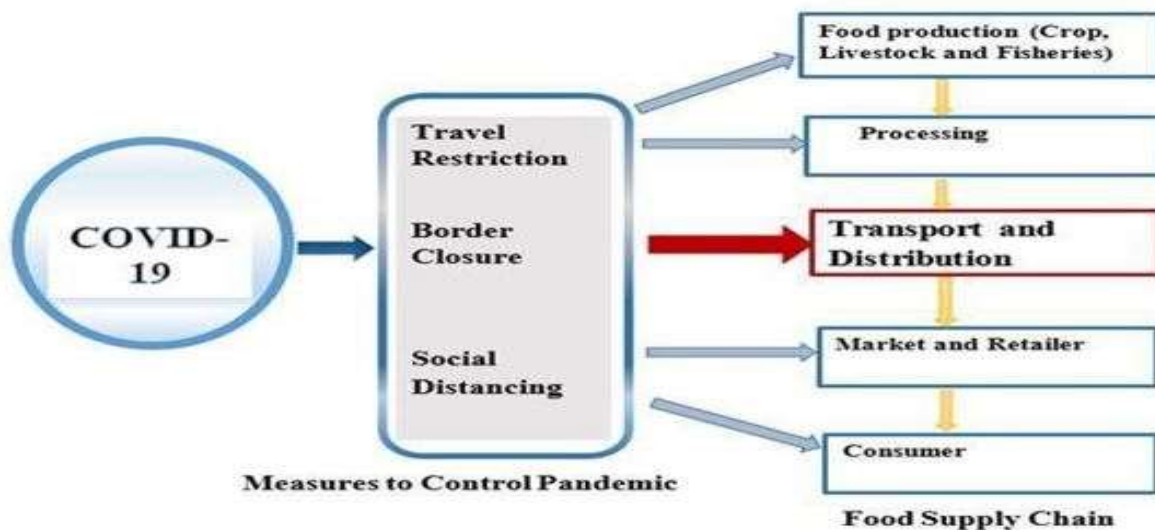 COVID-
19
Travel
Restriction
Border
Closure
Social
Distancing
Measures to Control Pandemic
Food production (Crop,
Livestock and Fisheries)
Processing
Transport and
Distribution
Market and Retailer
Consumer
Food Supply Chain